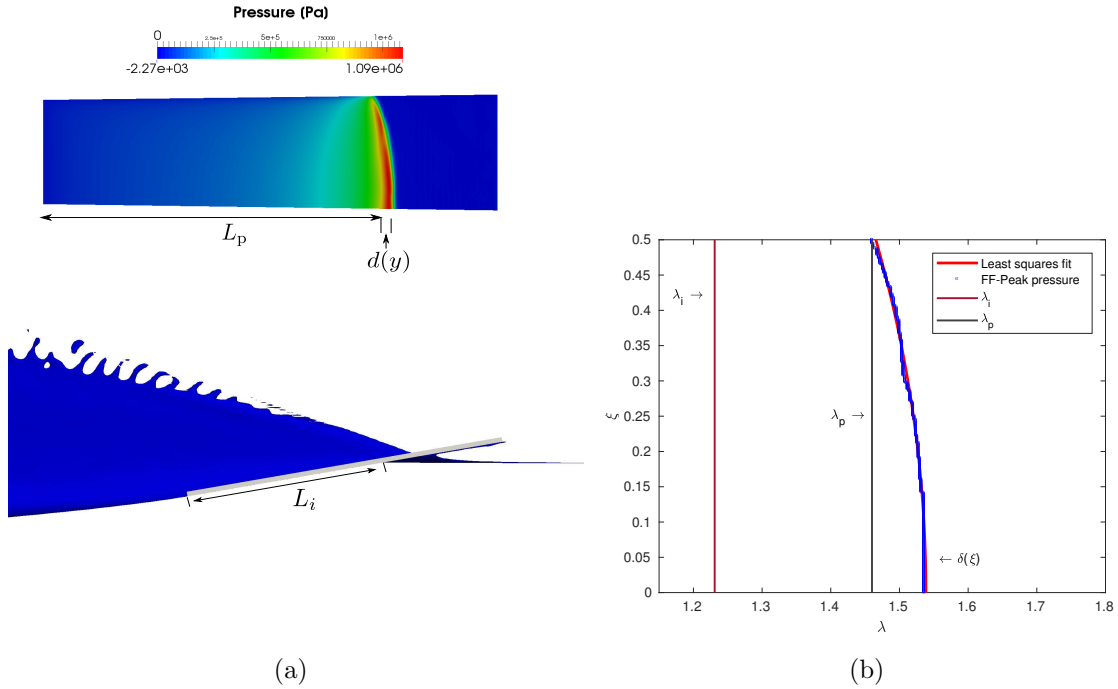 Pressure (Pa)
0 2.5e+5 5e+5 750000 1e+6
-2.27e+03 1.09e+06
L_p
d(y)
L_i
(a)
0.5
0.45
0.4
0.35
0.3
0.25
0.2
0.15
0.1
0.05
0
ξ
1.2 1.3 1.4 1.5 1.6 1.7 1.8
λ
λ_i →
λ_p →
← δ(ξ)
Least squares fit
FF-Peak pressure
λ_i
λ_p
(b)